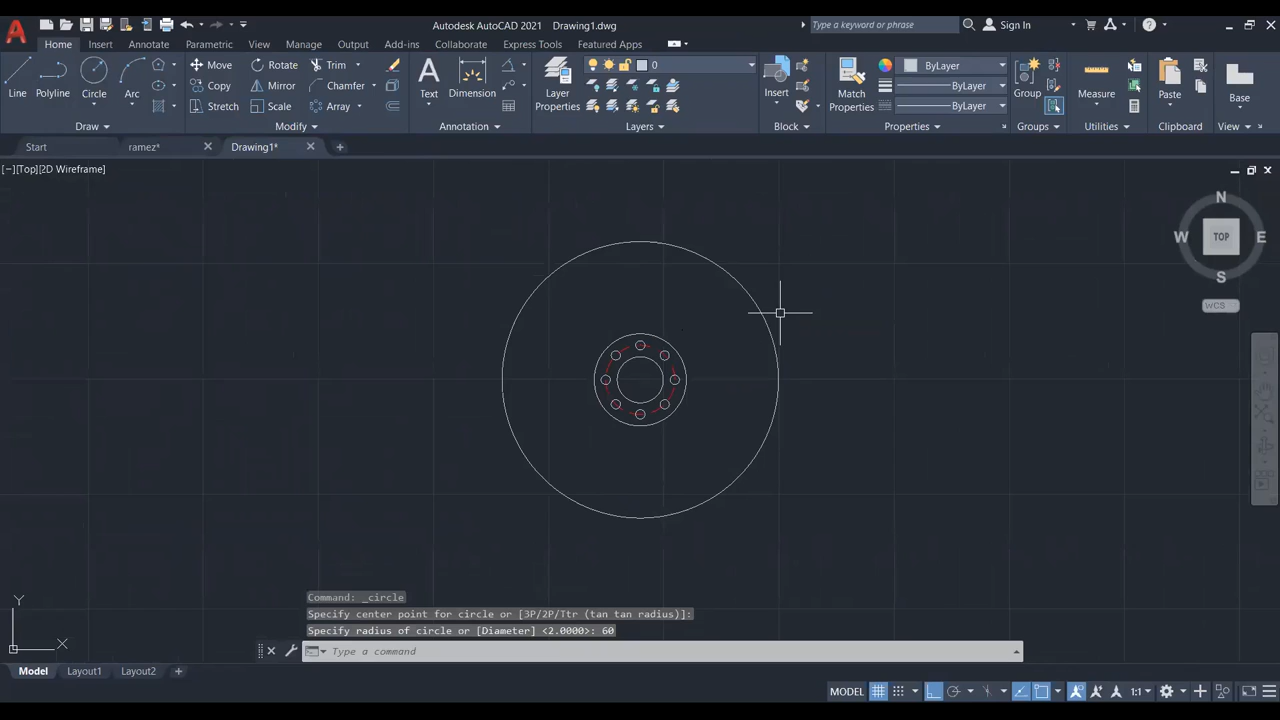 Autodesk AutoCAD 2021 Drawing1.dwg
Type a keyword or phrase
Sign In
Home Insert Annotate Parametric View Manage Output Add-ins Collaborate Express Tools Featured Apps
Line
Polyline
Circle
Arc
Draw
Move
Rotate
Trim
Copy
Mirror
Chamfer
Stretch
Scale
Array
Modify
Text
Dimension
Annotation
Layer
Properties
0
Layers
Insert
Block
Match
Properties
ByLayer
ByLayer
ByLayer
Properties
Group
Groups
Measure
Utilities
Paste
Clipboard
Base
View
Start
ramez*
Drawing1*
[−][Top][2D Wireframe]
N
W
TOP
E
S
WCS
Command: _circle
Specify center point for circle or [3P/2P/Ttr (tan tan radius)]:
Specify radius of circle or [Diameter] <2.0000>: 60
Type a command
Y
X
Model Layout1 Layout2
MODEL
1:1